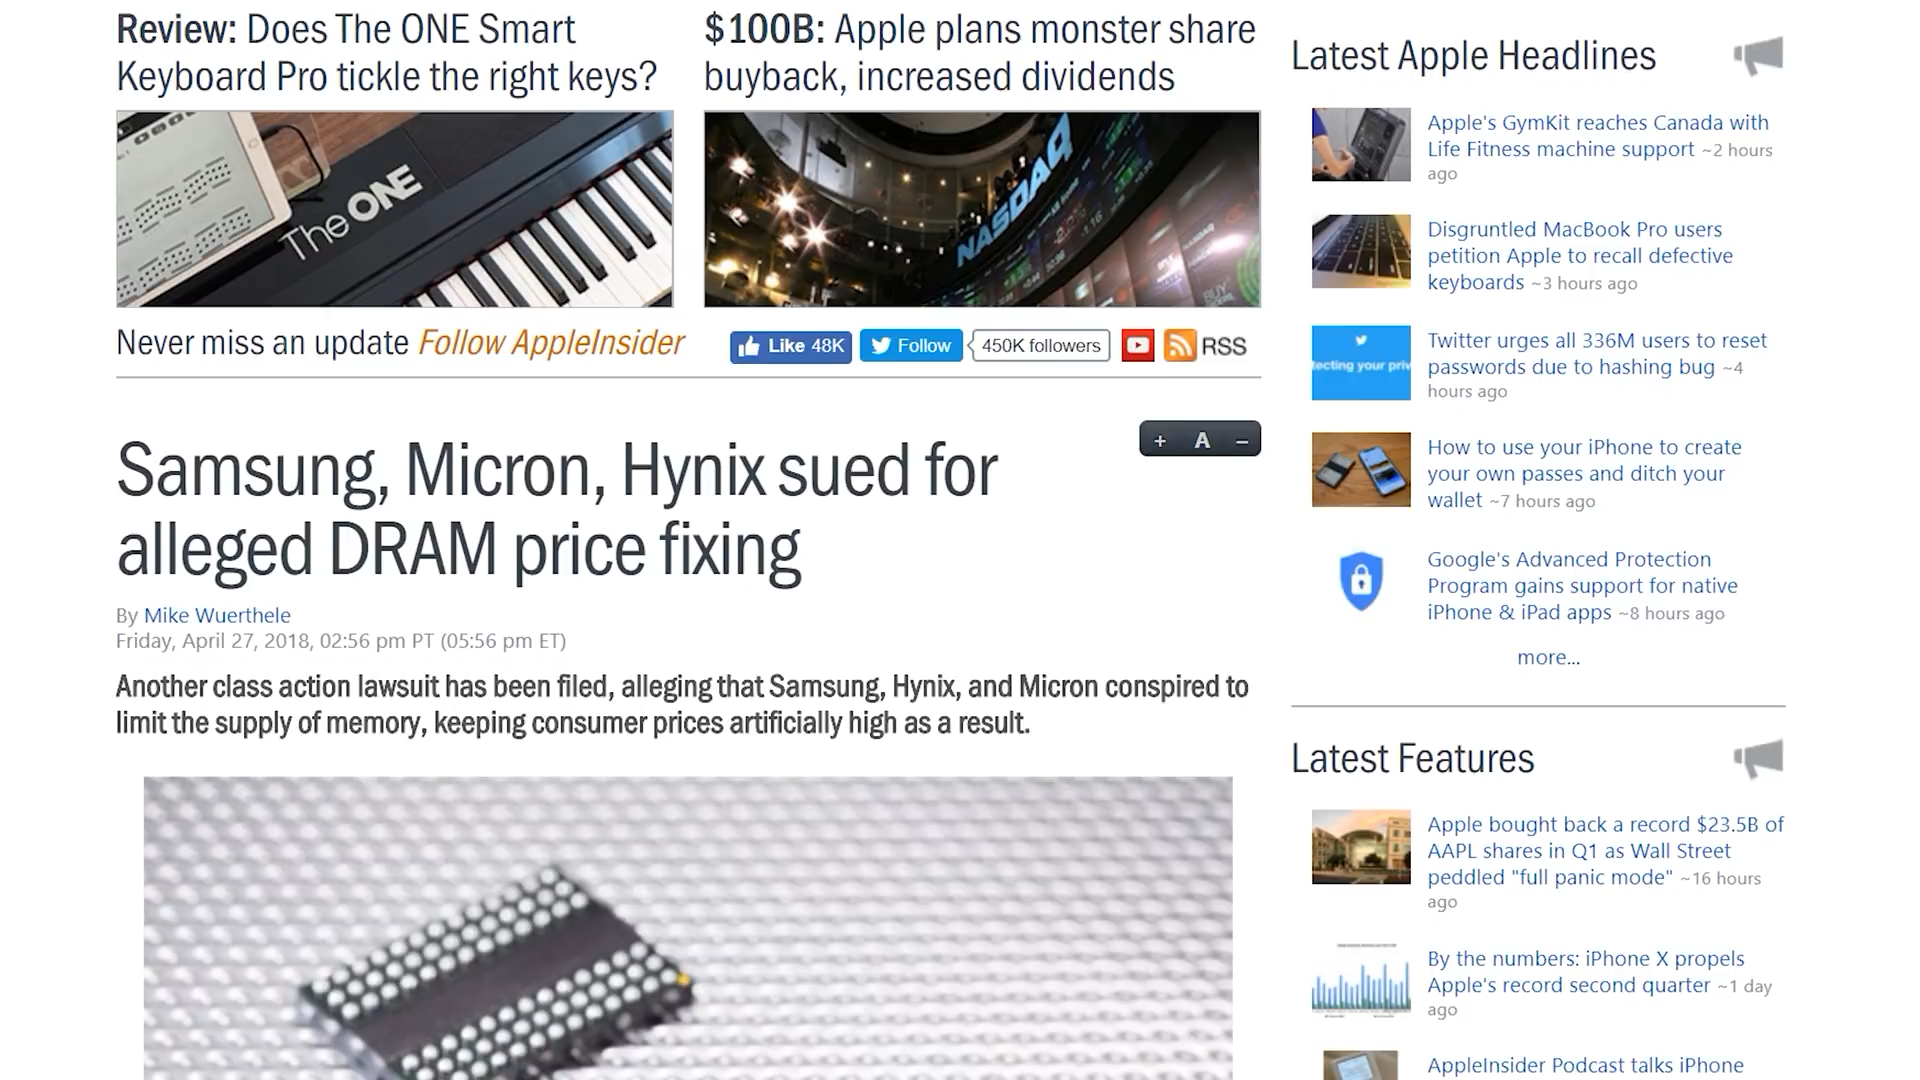 Review: Does The ONE Smart
Keyboard Pro tickle the right keys?
The ONE
$100B: Apple plans monster share
buyback, increased dividends
NASDAQ
Never miss an update Follow AppleInsider
Like 48K
Follow
450K followers
RSS
+ A –
Samsung, Micron, Hynix sued for
alleged DRAM price fixing
By Mike Wuerthele
Friday, April 27, 2018, 02:56 pm PT (05:56 pm ET)
Another class action lawsuit has been filed, alleging that Samsung, Hynix, and Micron conspired to
limit the supply of memory, keeping consumer prices artificially high as a result.
Latest Apple Headlines
Apple's GymKit reaches Canada with
Life Fitness machine support ~2 hours
ago
Disgruntled MacBook Pro users
petition Apple to recall defective
keyboards ~3 hours ago
tecting your priv
Twitter urges all 336M users to reset
passwords due to hashing bug ~4
hours ago
How to use your iPhone to create
your own passes and ditch your
wallet ~7 hours ago
Google's Advanced Protection
Program gains support for native
iPhone & iPad apps ~8 hours ago
more...
Latest Features
Apple bought back a record $23.5B of
AAPL shares in Q1 as Wall Street
peddled "full panic mode" ~16 hours
ago
By the numbers: iPhone X propels
Apple's record second quarter ~1 day
ago
AppleInsider Podcast talks iPhone